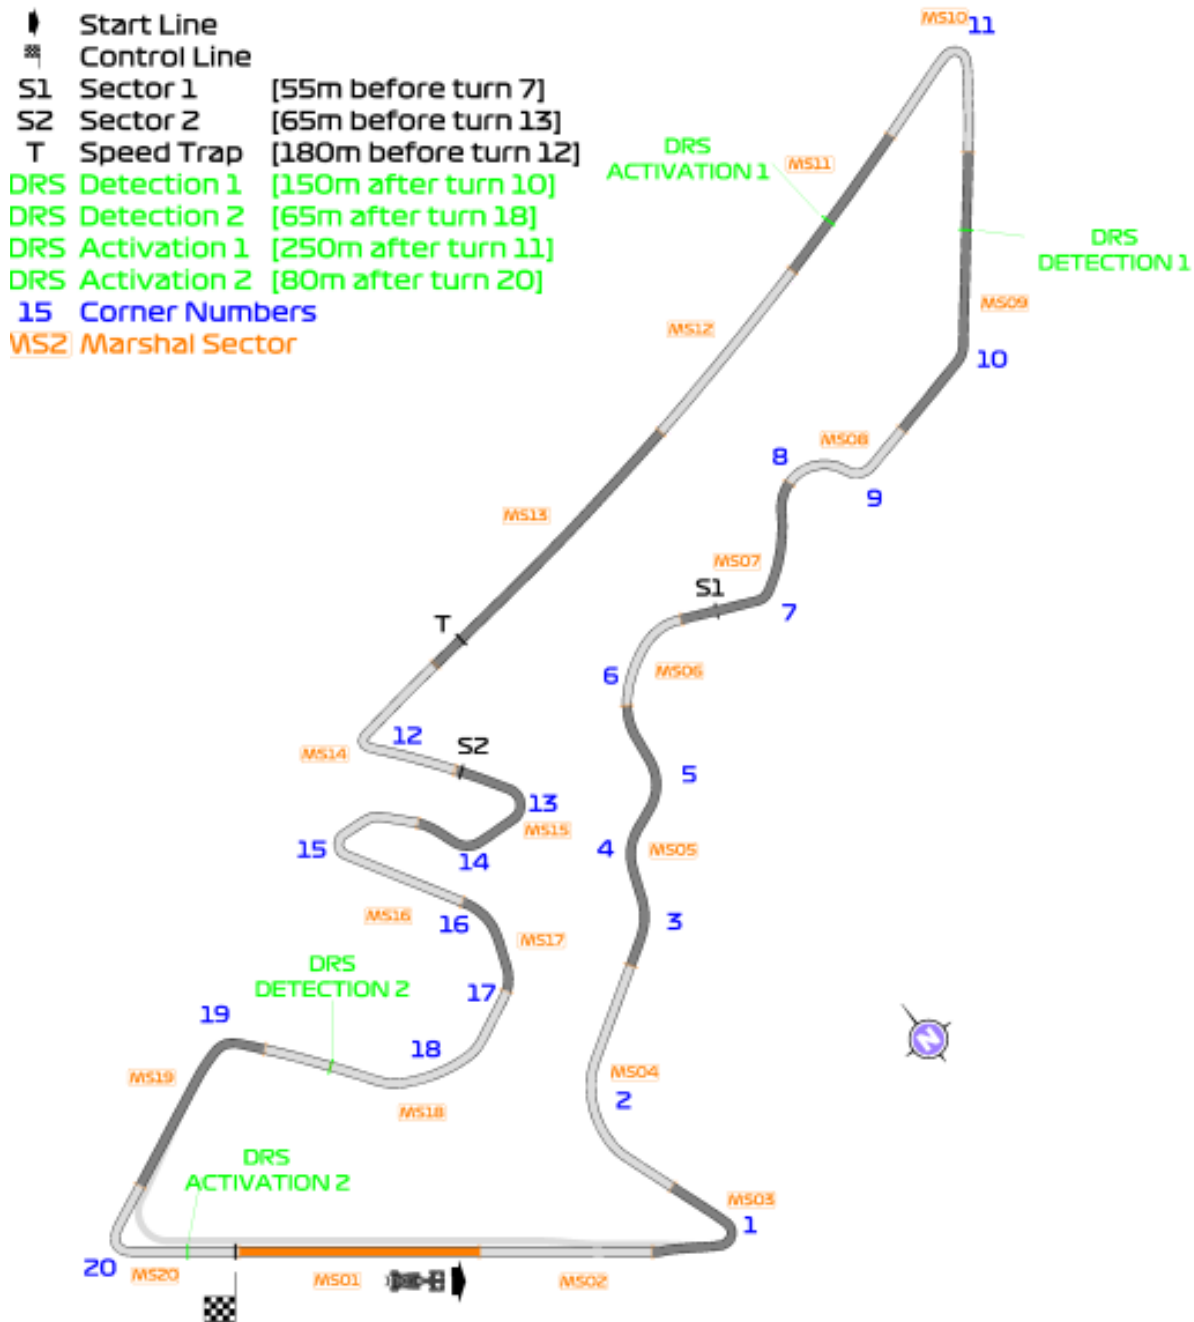 Start Line
Control Line
S1 Sector 1 [55m before turn 7]
S2 Sector 2 [65m before turn 13]
T Speed Trap [180m before turn 12]
DRS Detection 1 [150m after turn 10]
DRS Detection 2 [65m after turn 18]
DRS Activation 1 [250m after turn 11]
DRS Activation 2 [80m after turn 20]
15 Corner Numbers
MS2 Marshal Sector
MS10
11
DRS
ACTIVATION 1
MS11
DRS
DETECTION 1
MS09
MS12
10
MS08
8
9
MS13
MS07
S1
7
T
6
MS06
12
S2
MS14
5
13
MS15
15
14
4
MS05
MS16
16
3
MS17
DRS
DETECTION 2
17
19
18
N
MS19
MS04
2
MS18
DRS
ACTIVATION 2
MS03
1
20
MS20
MS01
MS02